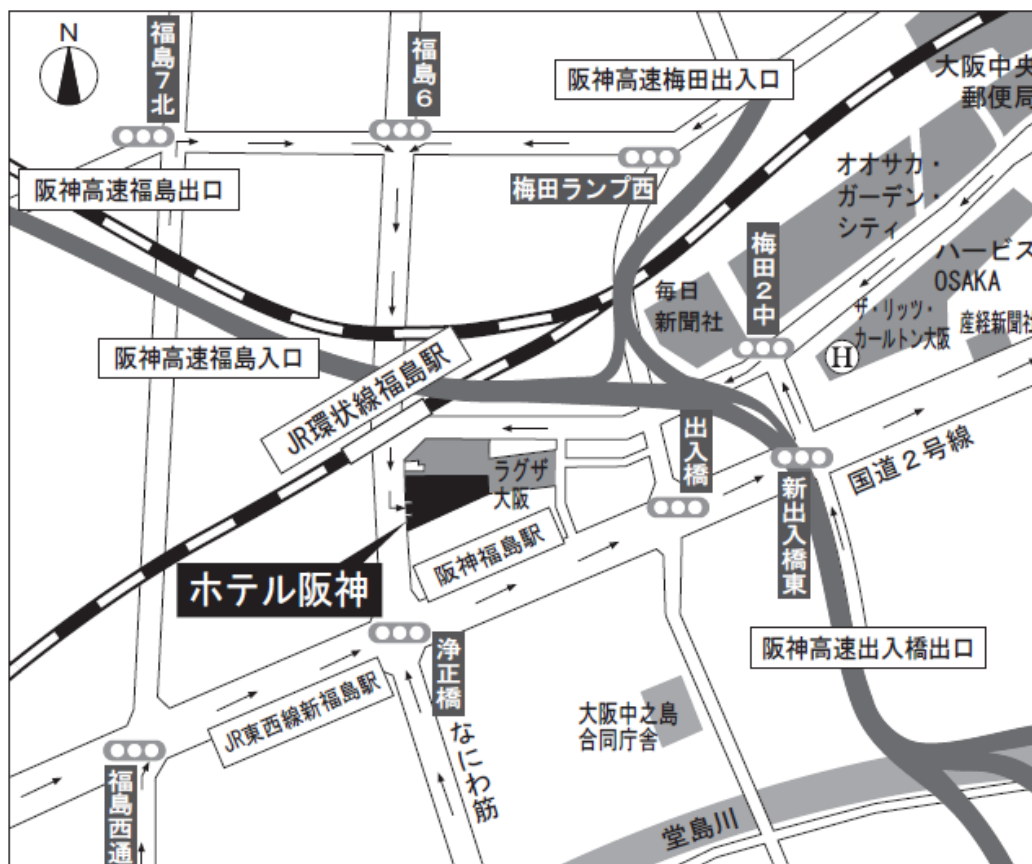 N
福島7北
福島6
阪神高速梅田出入口
大阪中央
郵便局
阪神高速福島出口
梅田ランプ西
オオサカ・
ガーデン・
シティ
梅田2中
ハービス
OSAKA
毎日
新聞社
ザ・リッツ・
カールトン大阪
産経新聞社
H
阪神高速福島入口
JR環状線福島駅
出入橋
国道2号線
ラグザ
大阪
新出入橋東
阪神福島駅
ホテル阪神
浄正橋
阪神高速出入橋出口
JR東西線新福島駅
なにわ筋
大阪中之島
合同庁舎
福島西通
堂島川